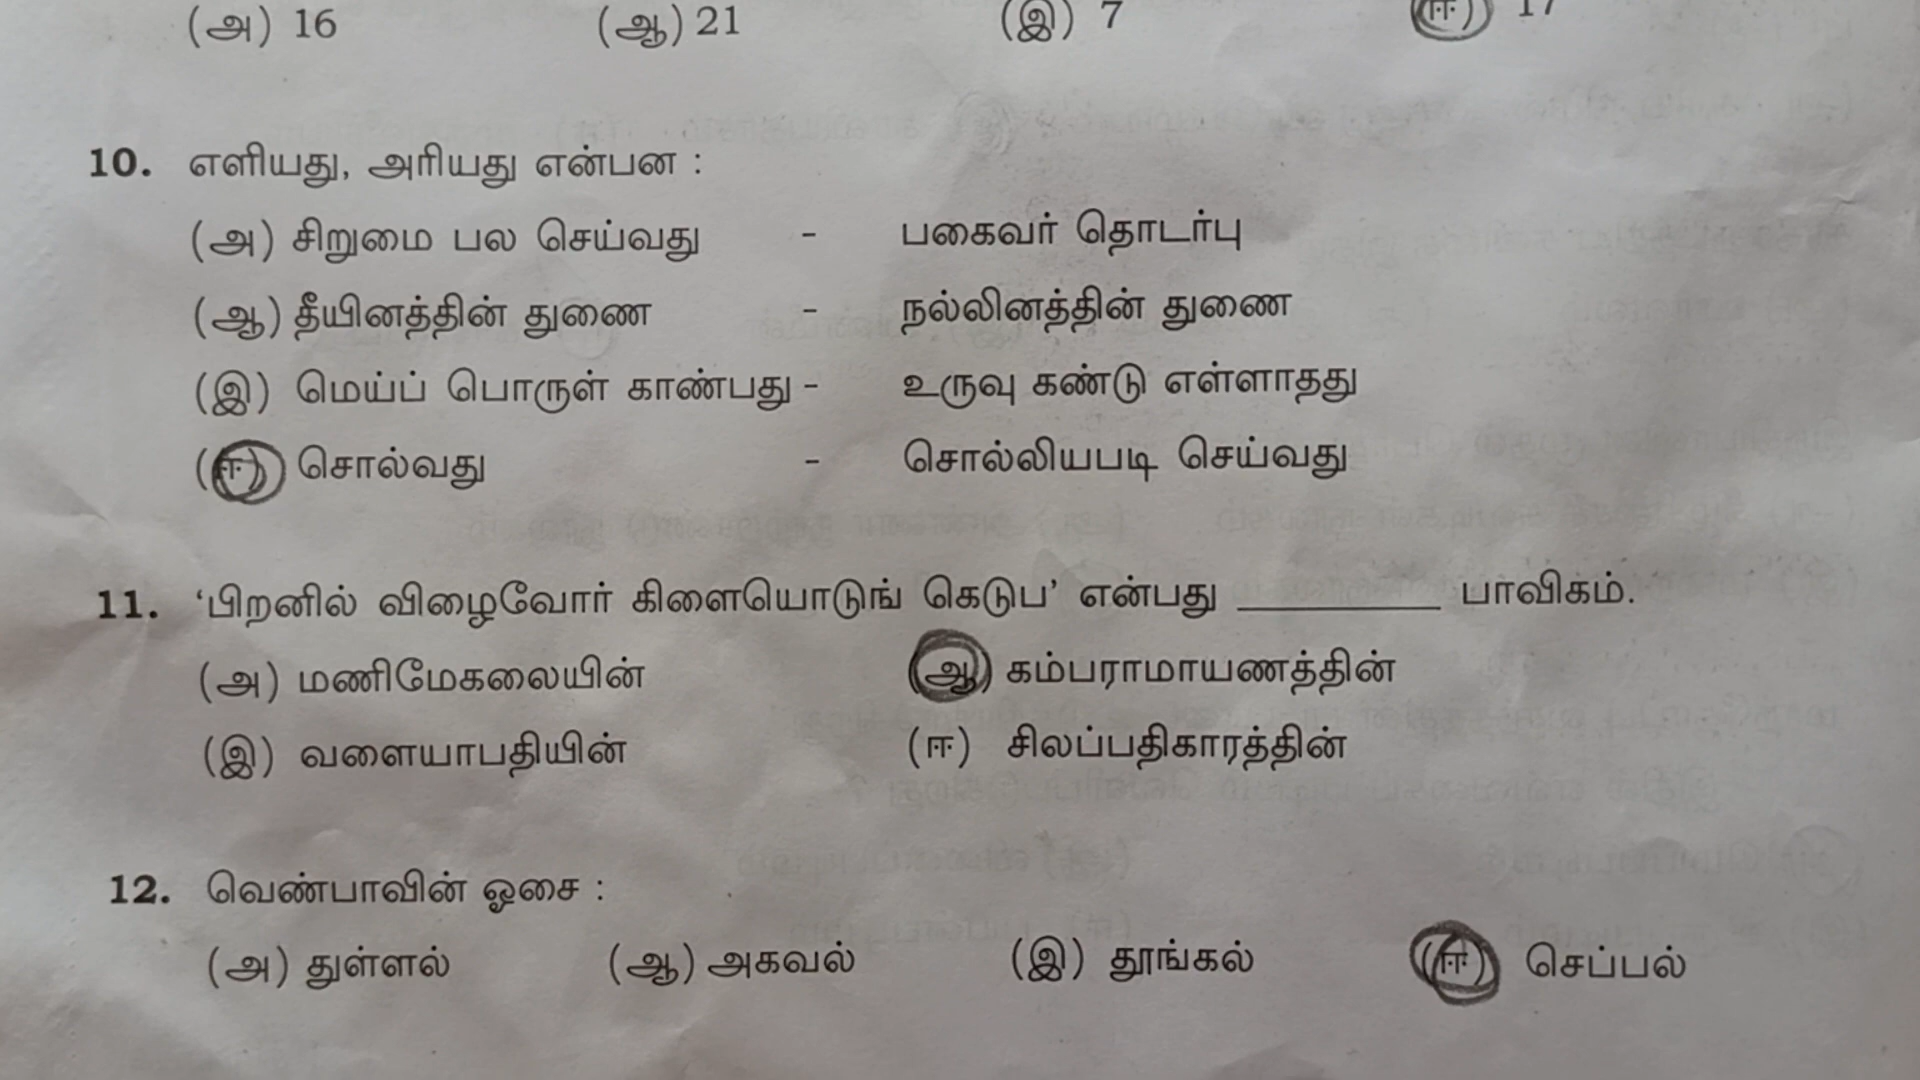 (அ) 16 (ஆ) 21 (இ) 7 (ஈ) 17
10. எளியது, அரியது என்பன :
(அ) சிறுமை பல செய்வது - பகைவர் தொடர்பு
(ஆ) தீயினத்தின் துணை - நல்லினத்தின் துணை
(இ) மெய்ப் பொருள் காண்பது - உருவு கண்டு எள்ளாதது
(ஈ) சொல்வது - சொல்லியபடி செய்வது
11. 'பிறனில் விழைவோர் கிளையொடுங் கெடுப' என்பது __________ பாவிகம்.
(அ) மணிமேகலையின் (ஆ) கம்பராமாயணத்தின்
(இ) வளையாபதியின் (ஈ) சிலப்பதிகாரத்தின்
12. வெண்பாவின் ஓசை :
(அ) துள்ளல் (ஆ) அகவல் (இ) தூங்கல் (ஈ) செப்பல்